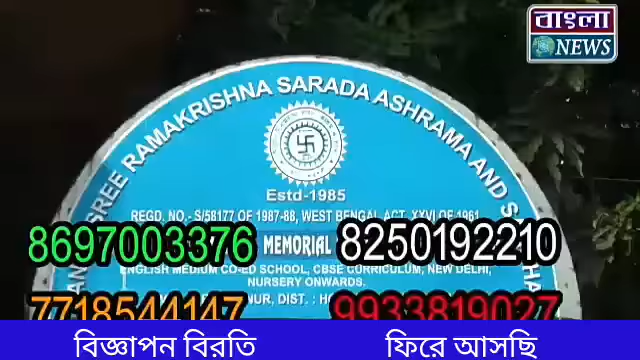 বাংলা
NEWS
SREE RAMAKRISHNA SARADA ASHRAMA AND
Estd-1985
REGD. NO.- S/58177 OF 1987-88, WEST BENGAL ACT, XXVI OF 1961
8697003376 MEMORIAL 8250192210
ENGLISH MEDIUM CO-ED SCHOOL, CBSE CURRICULUM, NEW DELHI,
NURSERY ONWARDS.
7718544147 DIST. : 9933819027
বিজ্ঞাপন বিরতি ফিরে আসছি